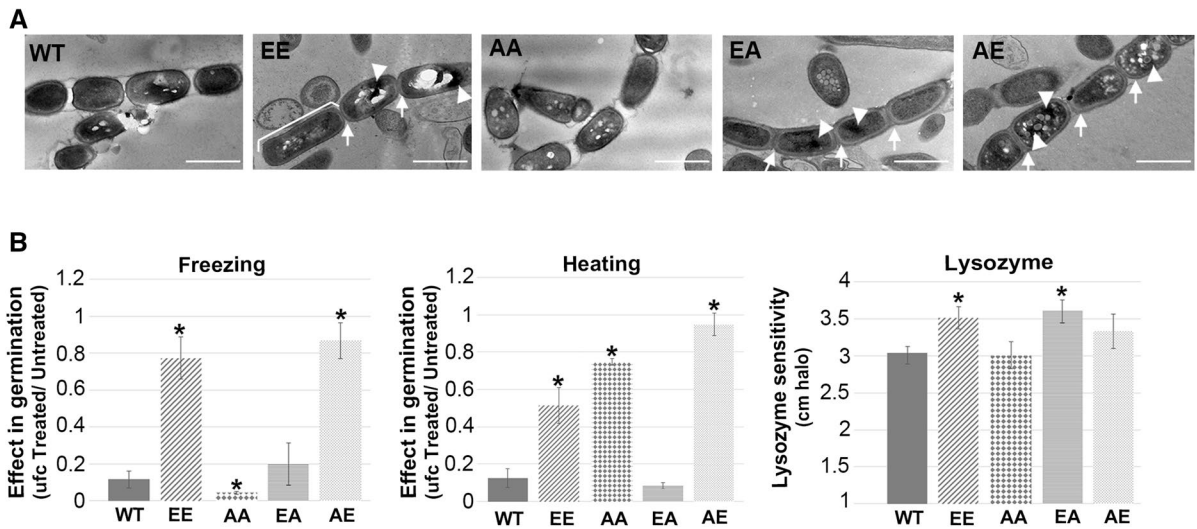 A
WT
EE
AA
EA
AE
B
Freezing
Effect in germination
(ufc Treated/ Untreated)
1.2
1
0.8
0.6
0.4
0.2
0
*
*
*
WT EE AA EA AE
Heating
Effect in germination
(ufc Treated/ Untreated)
1.2
1
0.8
0.6
0.4
0.2
0
*
*
*
WT EE AA EA AE
Lysozyme
Lysozyme sensitivity
(cm halo)
4
3.5
3
2.5
2
1.5
1
*
*
WT EE AA EA AE